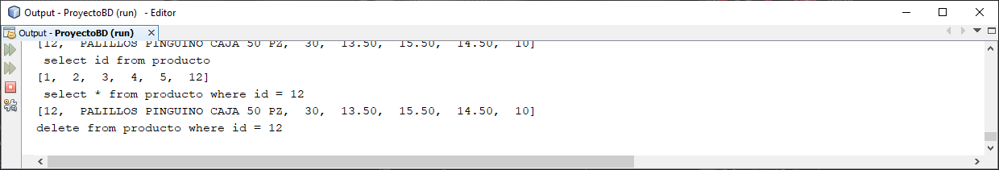 Output - ProyectoBD (run) - Editor
Output - ProyectoBD (run)
[12, PALILLOS PINGUINO CAJA 50 PZ, 30, 13.50, 15.50, 14.50, 10]
select id from producto
[1, 2, 3, 4, 5, 12]
select * from producto where id = 12
[12, PALILLOS PINGUINO CAJA 50 PZ, 30, 13.50, 15.50, 14.50, 10]
delete from producto where id = 12